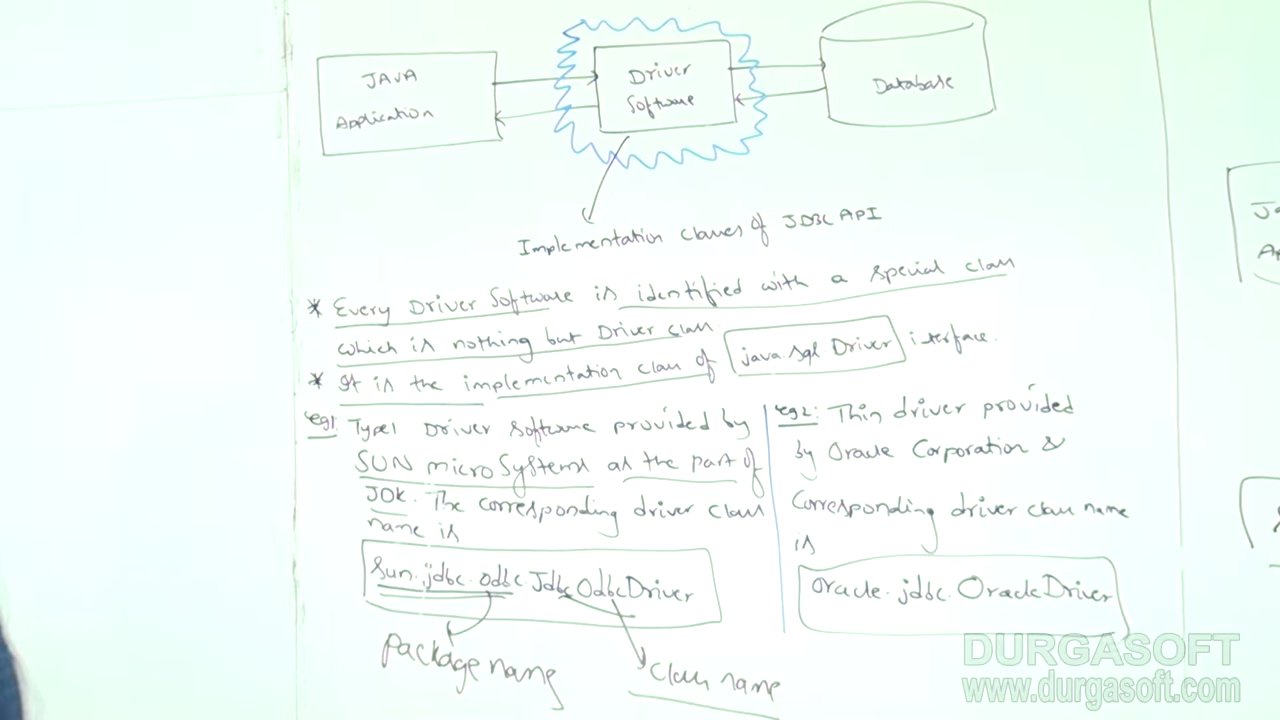 JAVA
Application
Driver
Software
Database
Implementation classes of JDBC API
* Every Driver Software is identified with a special class
which is nothing but Driver class
* It is the implementation class of java.sql Driver interface.
eg1: Type1 Driver software provided by
SUN micro Systems as the part of
JDK. The corresponding driver class
name is
sun.jdbc.odbc.JdbcOdbcDriver
Package name
Class name
eg2: Thin driver provided
by Oracle Corporation &
Corresponding driver class name
is
oracle.jdbc.OracleDriver
DURGASOFT
www.durgasoft.com